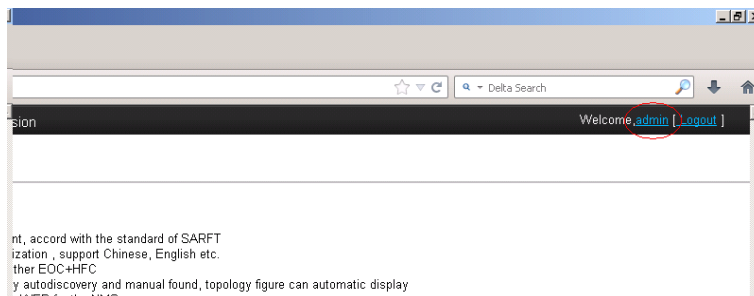 Delta Search
sion
Welcome,admin [ Logout ]
nt, accord with the standard of SARFT
ization , support Chinese, English etc.
ther EOC+HFC
y autodiscovery and manual found, topology figure can automatic display